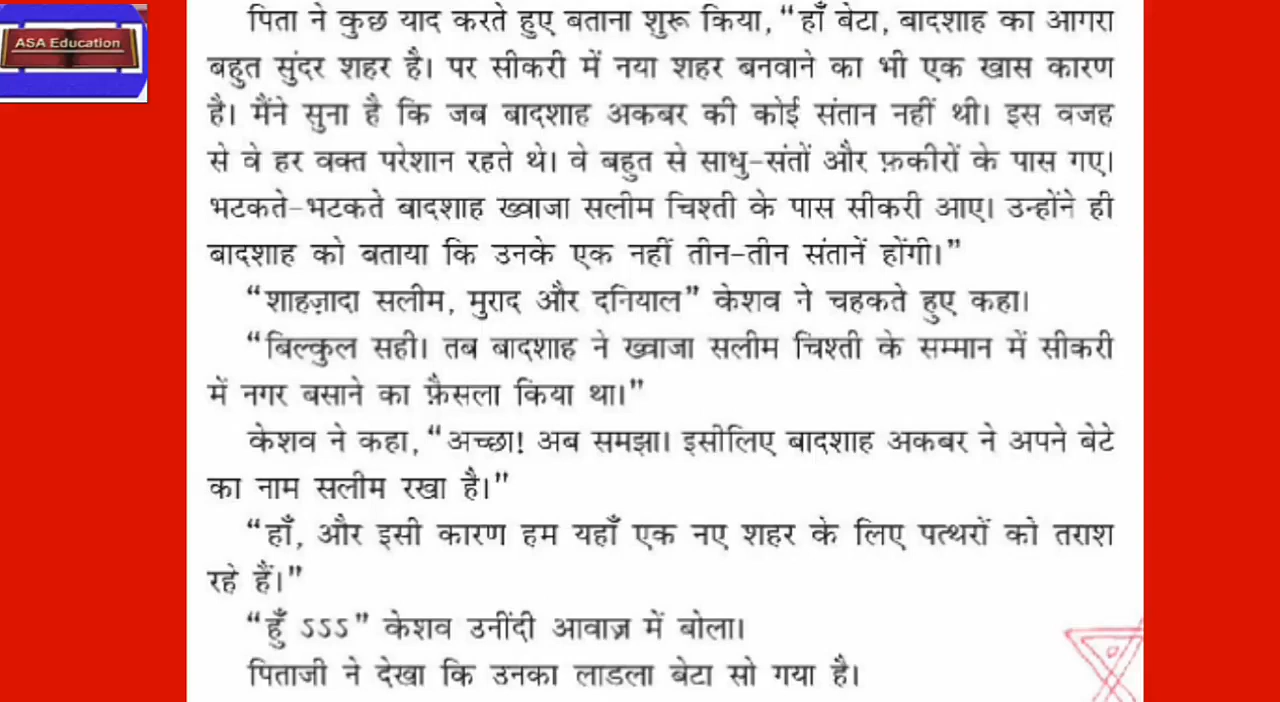 ASA Education
पिता ने कुछ याद करते हुए बताना शुरू किया, “हाँ बेटा, बादशाह का आगरा
बहुत सुंदर शहर है। पर सीकरी में नया शहर बनवाने का भी एक खास कारण
है। मैंने सुना है कि जब बादशाह अकबर की कोई संतान नहीं थी। इस वजह
से वे हर वक्त परेशान रहते थे। वे बहुत से साधु-संतों और फ़कीरों के पास गए।
भटकते-भटकते बादशाह ख्वाजा सलीम चिश्ती के पास सीकरी आए। उन्होंने ही
बादशाह को बताया कि उनके एक नहीं तीन-तीन संतानें होंगी।”
“शाहज़ादा सलीम, मुराद और दनियाल” केशव ने चहकते हुए कहा।
“बिल्कुल सही। तब बादशाह ने ख्वाजा सलीम चिश्ती के सम्मान में सीकरी
में नगर बसाने का फ़ैसला किया था।”
केशव ने कहा, “अच्छा! अब समझा। इसीलिए बादशाह अकबर ने अपने बेटे
का नाम सलीम रखा है।”
“हाँ, और इसी कारण हम यहाँ एक नए शहर के लिए पत्थरों को तराश
रहे हैं।”
“हुँ ऽऽऽ” केशव उनींदी आवाज़ में बोला।
पिताजी ने देखा कि उनका लाडला बेटा सो गया है।